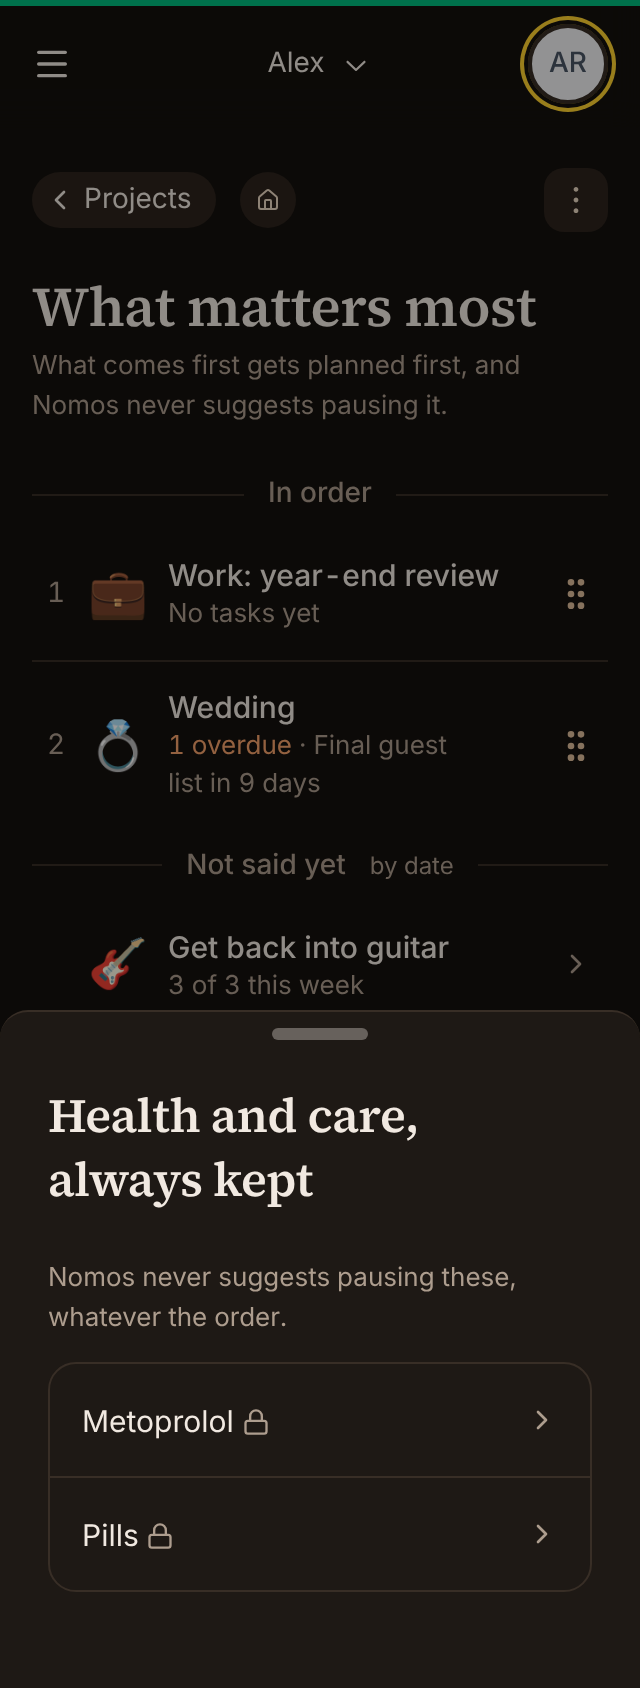 Alex
AR
Projects
What matters most
What comes first gets planned first, and
Nomos never suggests pausing it.
In order
1
Work: year-end review
No tasks yet
2
Wedding
1 overdue · Final guest
list in 9 days
Not said yet by date
Get back into guitar
3 of 3 this week
Health and care,
always kept
Nomos never suggests pausing these,
whatever the order.
Metoprolol
Pills